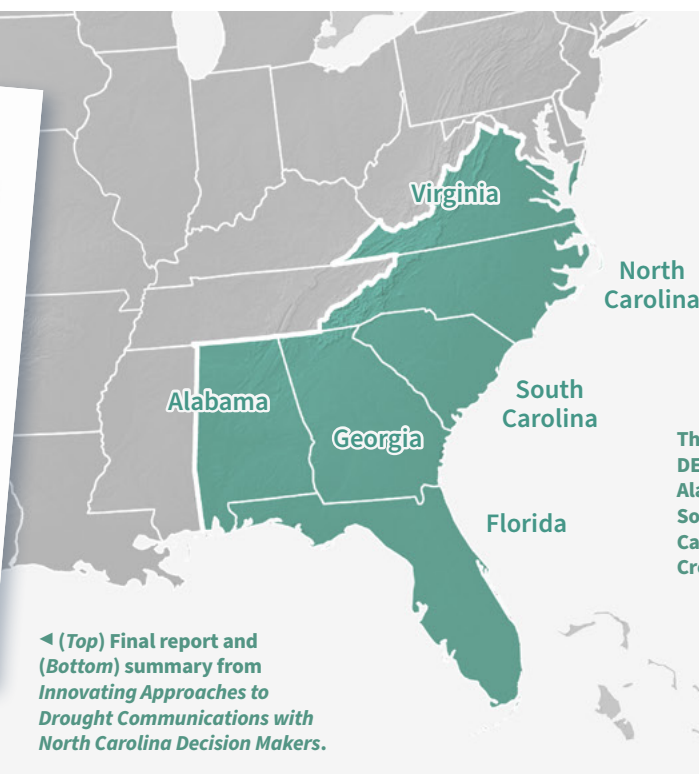 Virginia
North
Carolina
South
Carolina
Alabama
Georgia
Florida
◄ (Top) Final report and
(Bottom) summary from
Innovating Approaches to
Drought Communications with
North Carolina Decision Makers.